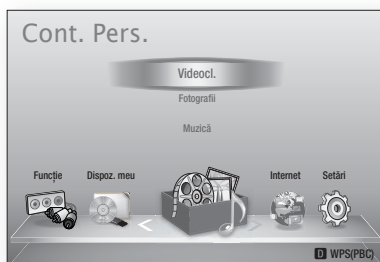 Cont. Pers.
Videocl.
Fotografii
Muzică
Funcţie Dispoz. meu Internet Setări
D WPS(PBC)